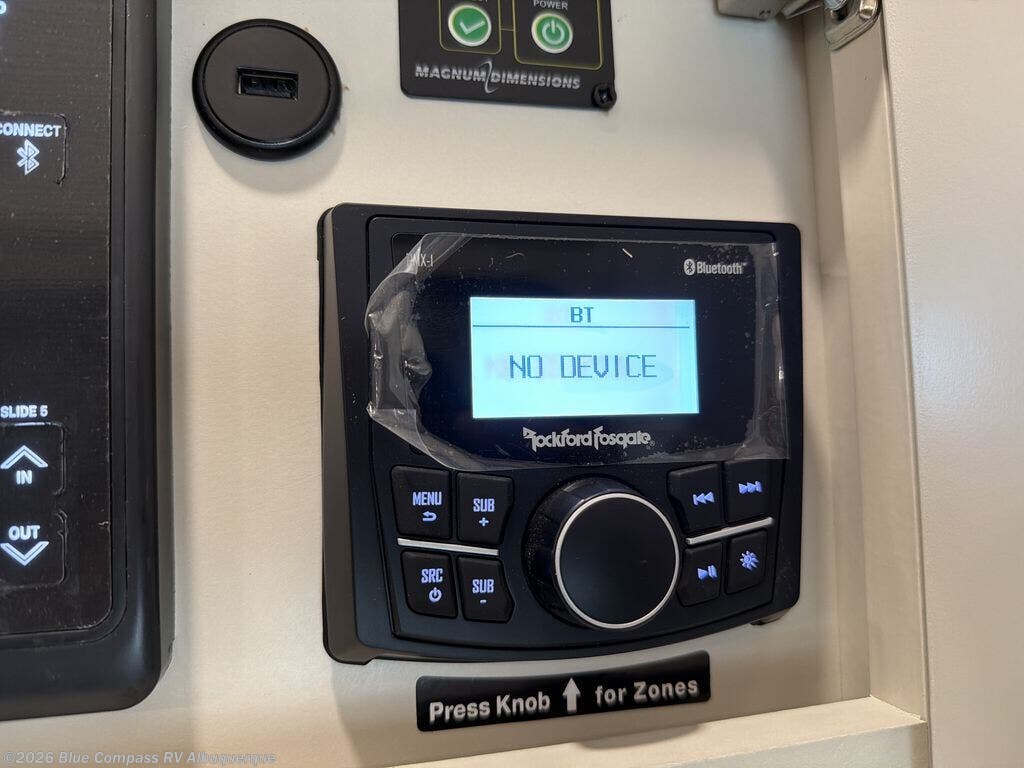 POWER
MAGNUM DIMENSIONS
CONNECT
Bluetooth
BT
NO DEVICE
Rockford Fosgate
SLIDE 5
IN
OUT
MENU
SUB
+
SRC
SUB
-
Press Knob for Zones
©2026 Blue Compass RV Albuquerque